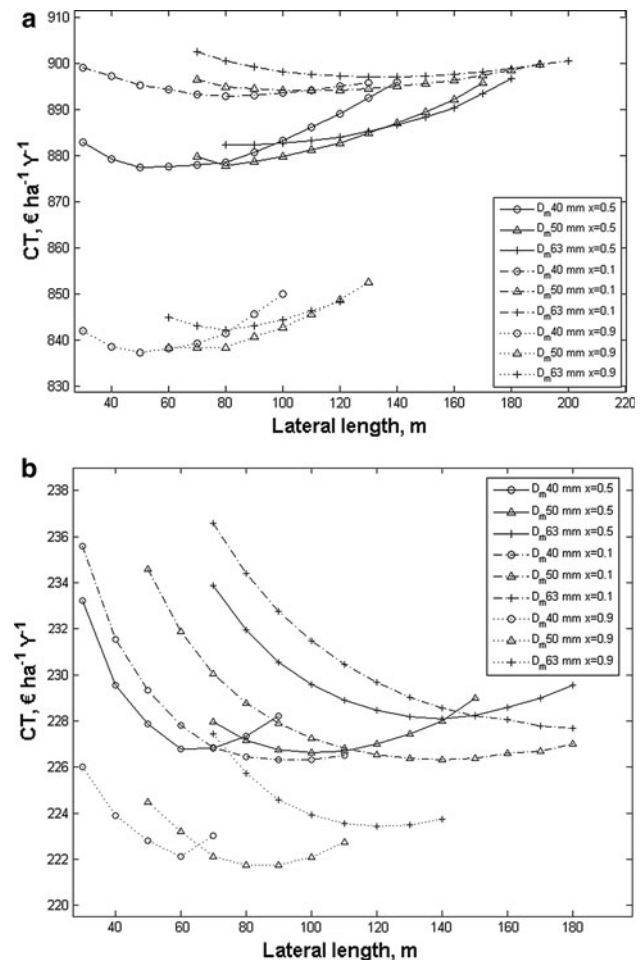 a
910
900
890
880
870
860
850
840
830
CT, € ha⁻¹ Y⁻¹
40 60 80 100 120 140 160 180 200 220
Lateral length, m
Dm40 mm x=0.5
Dm50 mm x=0.5
Dm63 mm x=0.5
Dm40 mm x=0.1
Dm50 mm x=0.1
Dm63 mm x=0.1
Dm40 mm x=0.9
Dm50 mm x=0.9
Dm63 mm x=0.9
b
238
236
234
232
230
228
226
224
222
220
CT, € ha⁻¹ Y⁻¹
40 60 80 100 120 140 160 180
Lateral length, m
Dm40 mm x=0.5
Dm50 mm x=0.5
Dm63 mm x=0.5
Dm40 mm x=0.1
Dm50 mm x=0.1
Dm63 mm x=0.1
Dm40 mm x=0.9
Dm50 mm x=0.9
Dm63 mm x=0.9